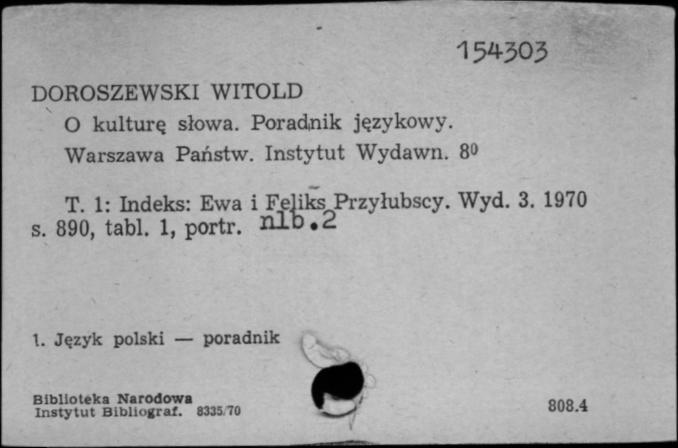 154303
DOROSZEWSKI WITOLD
O kulturę słowa. Poradnik językowy.
Warszawa Państw. Instytut Wydawn. 8⁰
T. 1: Indeks: Ewa i Feliks Przyłubscy. Wyd. 3. 1970
s. 890, tabl. 1, portr. nlb.2
1. Język polski — poradnik
Biblioteka Narodowa
Instytut Bibliograf. 8335/70
808.4